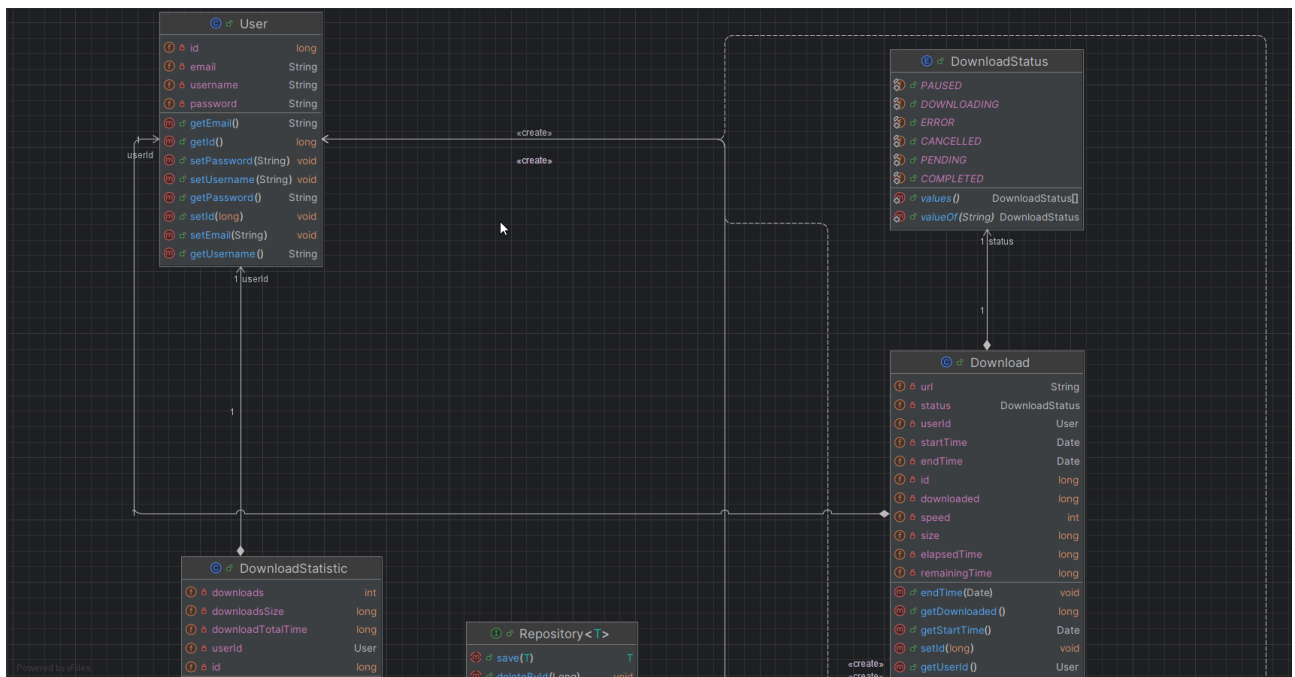 User
id long
email String
username String
password String
getEmail() String
getId() long
setPassword(String) void
setUsername(String) void
getPassword() String
setId(long) void
setEmail(String) void
getUsername() String
1
userId
«create»
«create»
DownloadStatus
PAUSED
DOWNLOADING
ERROR
CANCELLED
PENDING
COMPLETED
values() DownloadStatus[]
valueOf(String) DownloadStatus
1 status
1
1 userId
1
Download
url String
status DownloadStatus
userId User
startTime Date
endTime Date
id long
downloaded long
speed int
size long
elapsedTime long
remainingTime long
endTime(Date) void
getDownloaded() long
getStartTime() Date
setId(long) void
getUserId() User
DownloadStatistic
downloads int
downloadsSize long
downloadTotalTime long
userId User
id long
Repository<T>
save(T) T
deleteById(Long) void
«create»
«create»
Powered by yFiles